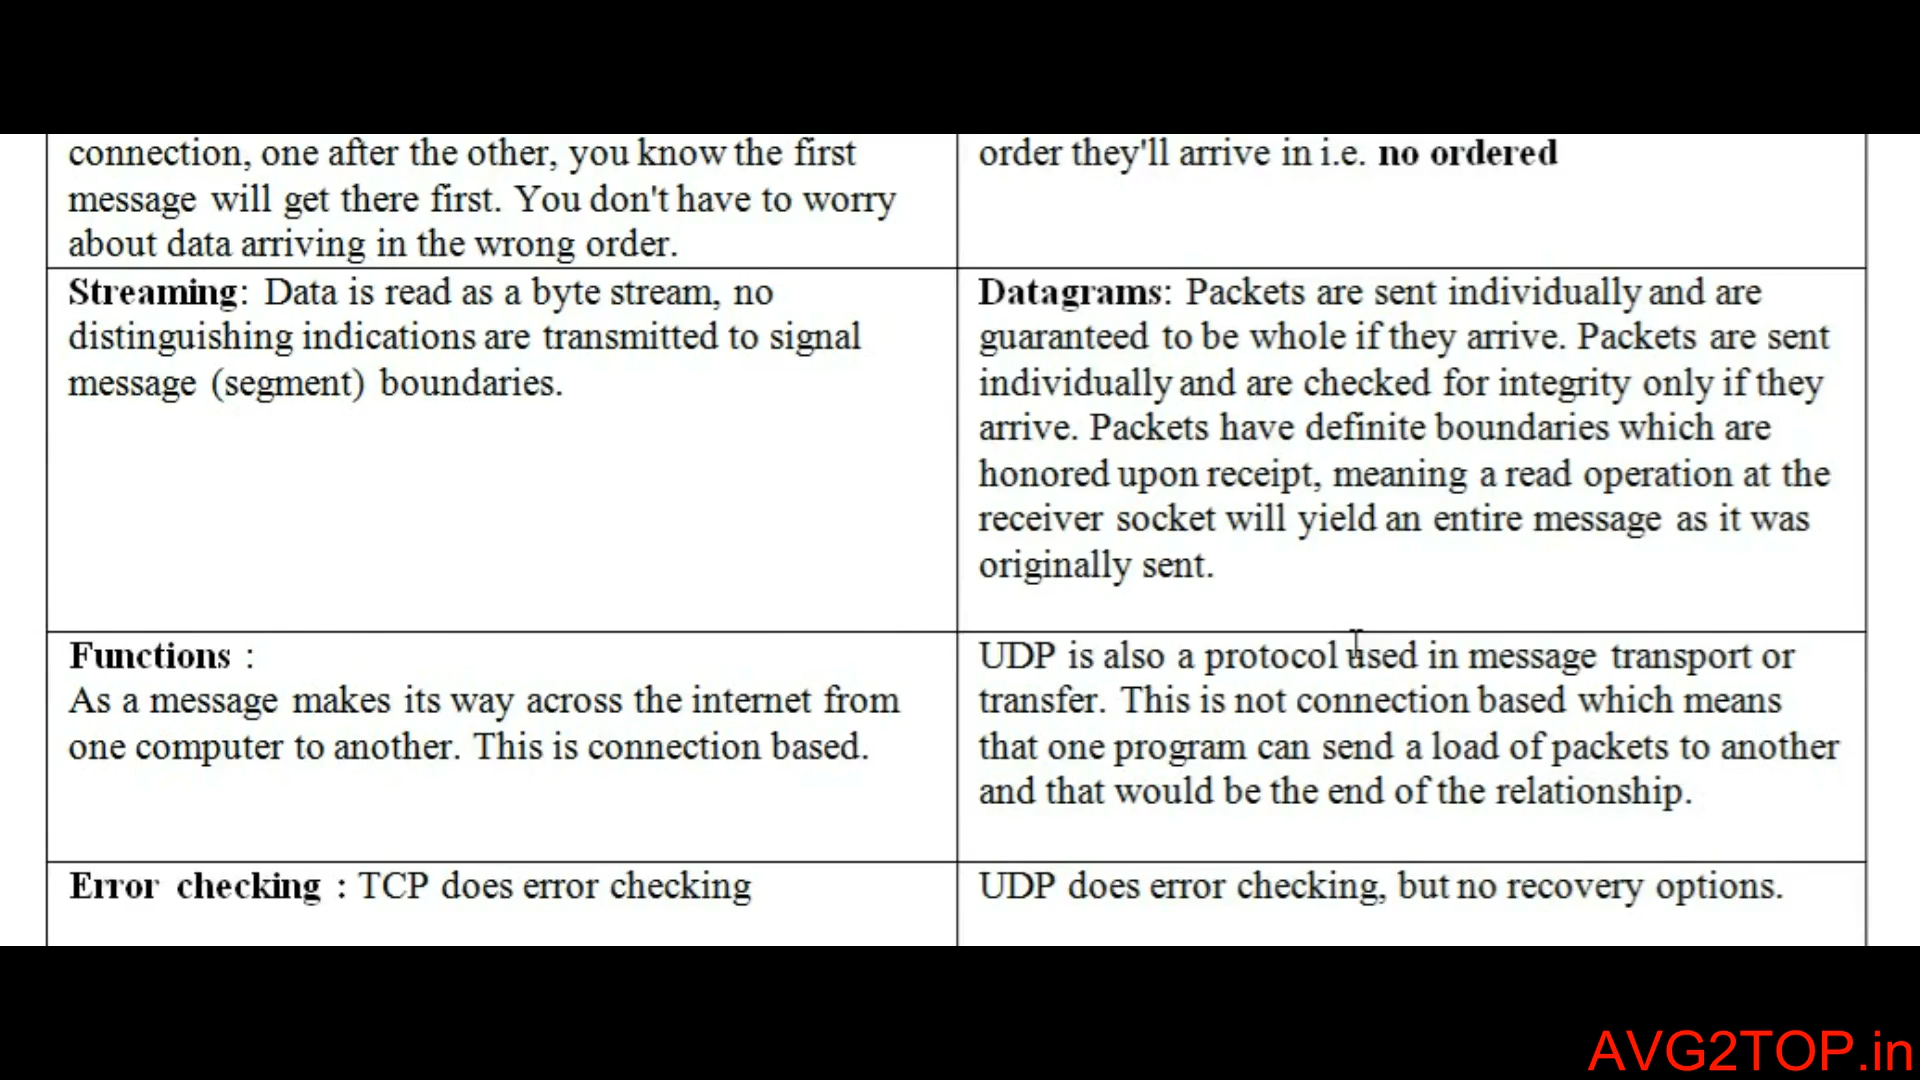 connection, one after the other, you know the first
message will get there first. You don't have to worry
about data arriving in the wrong order.
order they'll arrive in i.e. no ordered
Streaming: Data is read as a byte stream, no
distinguishing indications are transmitted to signal
message (segment) boundaries.
Datagrams: Packets are sent individually and are
guaranteed to be whole if they arrive. Packets are sent
individually and are checked for integrity only if they
arrive. Packets have definite boundaries which are
honored upon receipt, meaning a read operation at the
receiver socket will yield an entire message as it was
originally sent.
Functions :
As a message makes its way across the internet from
one computer to another. This is connection based.
UDP is also a protocol used in message transport or
transfer. This is not connection based which means
that one program can send a load of packets to another
and that would be the end of the relationship.
Error checking : TCP does error checking
UDP does error checking, but no recovery options.
AVG2TOP.in